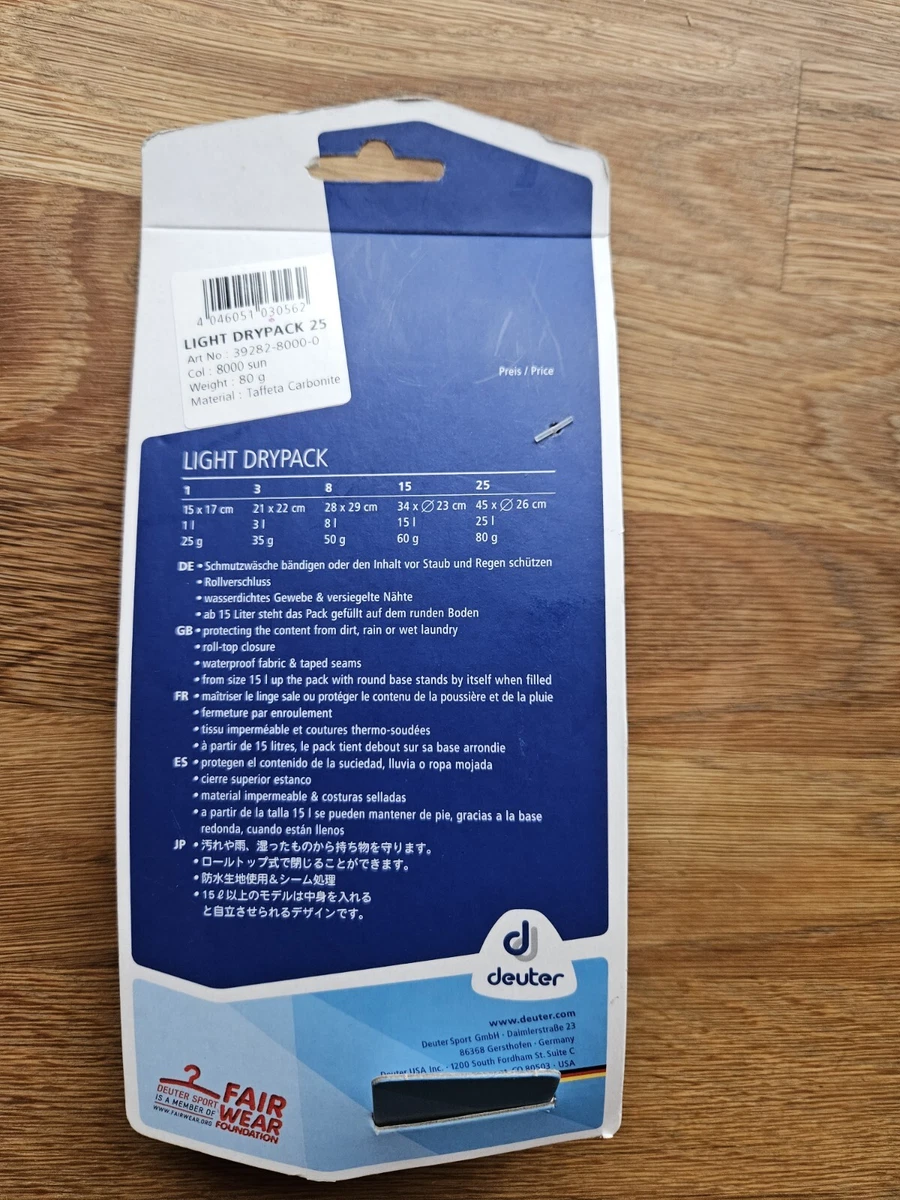 4 046051 030562
LIGHT DRYPACK 25
Art No : 39282-8000-0
Col : 8000 sun
Weight : 80 g
Material : Taffeta Carbonite
Preis / Price
LIGHT DRYPACK
1 3 8 15 25
15 x 17 cm 21 x 22 cm 28 x 29 cm 34 x ∅ 23 cm 45 x ∅ 26 cm
1 l 3 l 8 l 15 l 25 l
25 g 35 g 50 g 60 g 80 g
DE • Schmutzwäsche bändigen oder den Inhalt vor Staub und Regen schützen
• Rollverschluss
• wasserdichtes Gewebe & versiegelte Nähte
• ab 15 Liter steht das Pack gefüllt auf dem runden Boden
GB • protecting the content from dirt, rain or wet laundry
• roll-top closure
• waterproof fabric & taped seams
• from size 15 l up the pack with round base stands by itself when filled
FR • maîtriser le linge sale ou protéger le contenu de la poussière et de la pluie
• fermeture par enroulement
• tissu imperméable et coutures thermo-soudées
• à partir de 15 litres, le pack tient debout sur sa base arrondie
ES • protegen el contenido de la suciedad, lluvia o ropa mojada
• cierre superior estanco
• material impermeable & costuras selladas
• a partir de la talla 15 l se pueden mantener de pie, gracias a la base
redonda, cuando están llenos
JP • 汚れや雨、湿ったものから持ち物を守ります。
• ロールトップ式で閉じることができます。
• 防水生地使用&シーム処理
• 15ℓ以上のモデルは中身を入れる
と自立させられるデザインです。
deuter
www.deuter.com
Deuter Sport GmbH · Daimlerstraße 23
86368 Gersthofen · Germany
Deuter USA Inc. · 1200 South Fordham St. Suite C
CO 80503 · USA
DEUTER SPORT
IS A MEMBER OF
WWW.FAIRWEAR.ORG
FAIR
WEAR
FOUNDATION